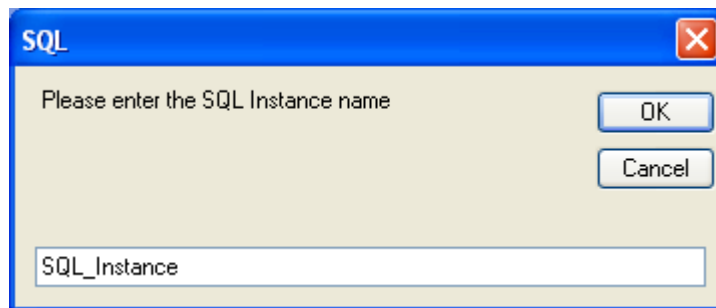 SQL
Please enter the SQL Instance name
OK
Cancel
SQL_Instance